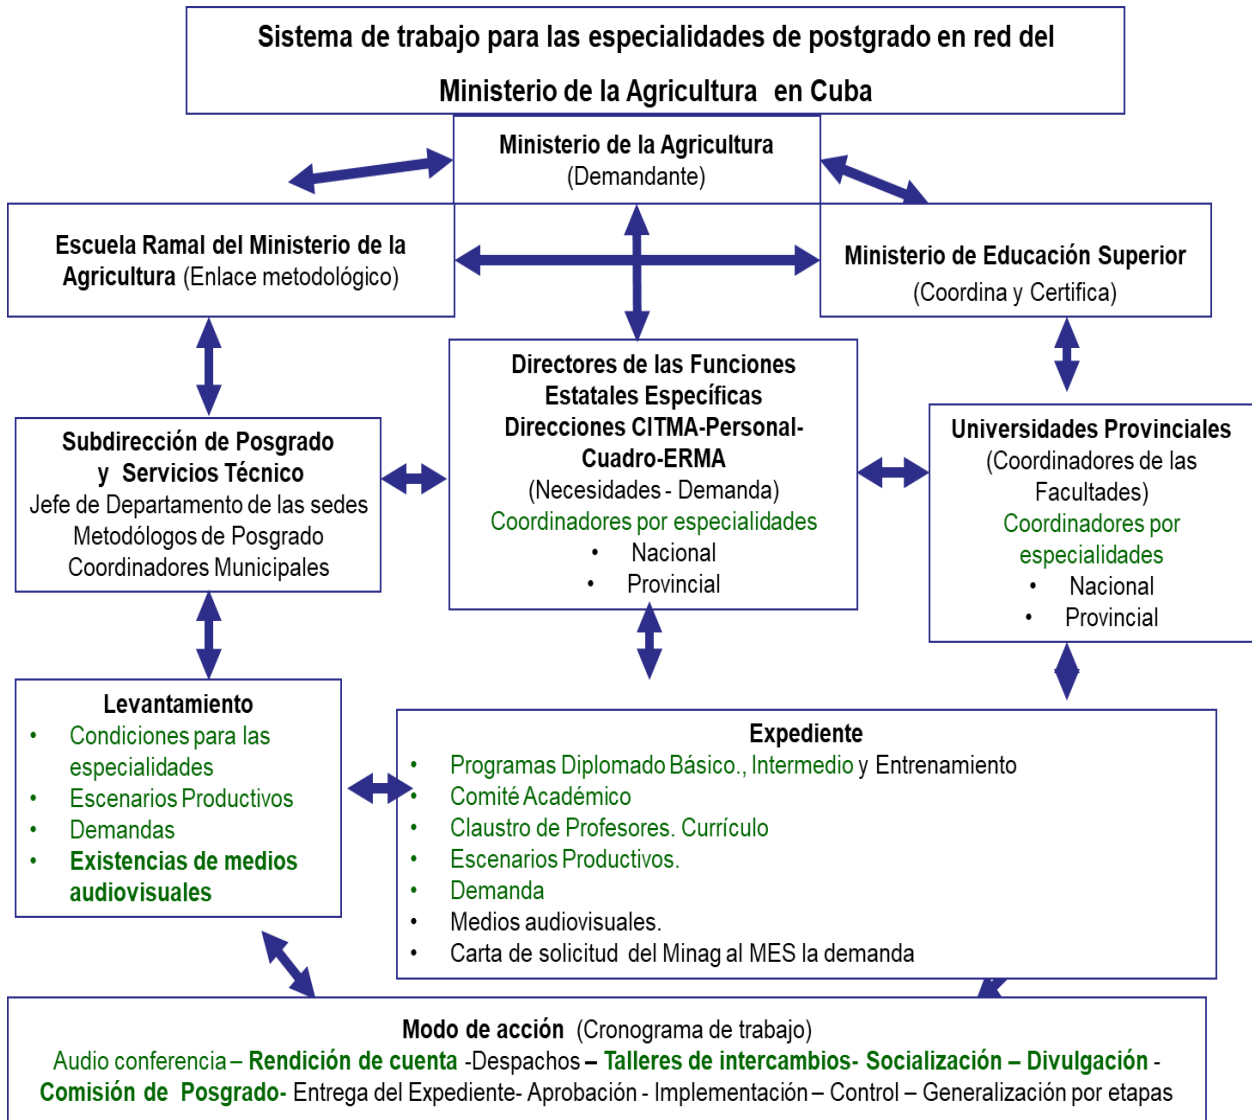 Sistema de trabajo para las especialidades de postgrado en red del
Ministerio de la Agricultura en Cuba
Ministerio de la Agricultura
(Demandante)
Escuela Ramal del Ministerio de la
Agricultura (Enlace metodológico)
Ministerio de Educación Superior
(Coordina y Certifica)
Directores de las Funciones
Estatales Específicas
Direcciones CITMA-Personal-
Cuadro-ERMA
(Necesidades - Demanda)
Coordinadores por especialidades
• Nacional
• Provincial
Subdirección de Posgrado
y Servicios Técnico
Jefe de Departamento de las sedes
Metodólogos de Posgrado
Coordinadores Municipales
Universidades Provinciales
(Coordinadores de las
Facultades)
Coordinadores por
especialidades
• Nacional
• Provincial
Levantamiento
• Condiciones para las
especialidades
• Escenarios Productivos
• Demandas
• Existencias de medios
audiovisuales
Expediente
• Programas Diplomado Básico., Intermedio y Entrenamiento
• Comité Académico
• Claustro de Profesores. Currículo
• Escenarios Productivos.
• Demanda
• Medios audiovisuales.
• Carta de solicitud del Minag al MES la demanda
Modo de acción (Cronograma de trabajo)
Audio conferencia – Rendición de cuenta -Despachos – Talleres de intercambios- Socialización – Divulgación -
Comisión de Posgrado- Entrega del Expediente- Aprobación - Implementación – Control – Generalización por etapas